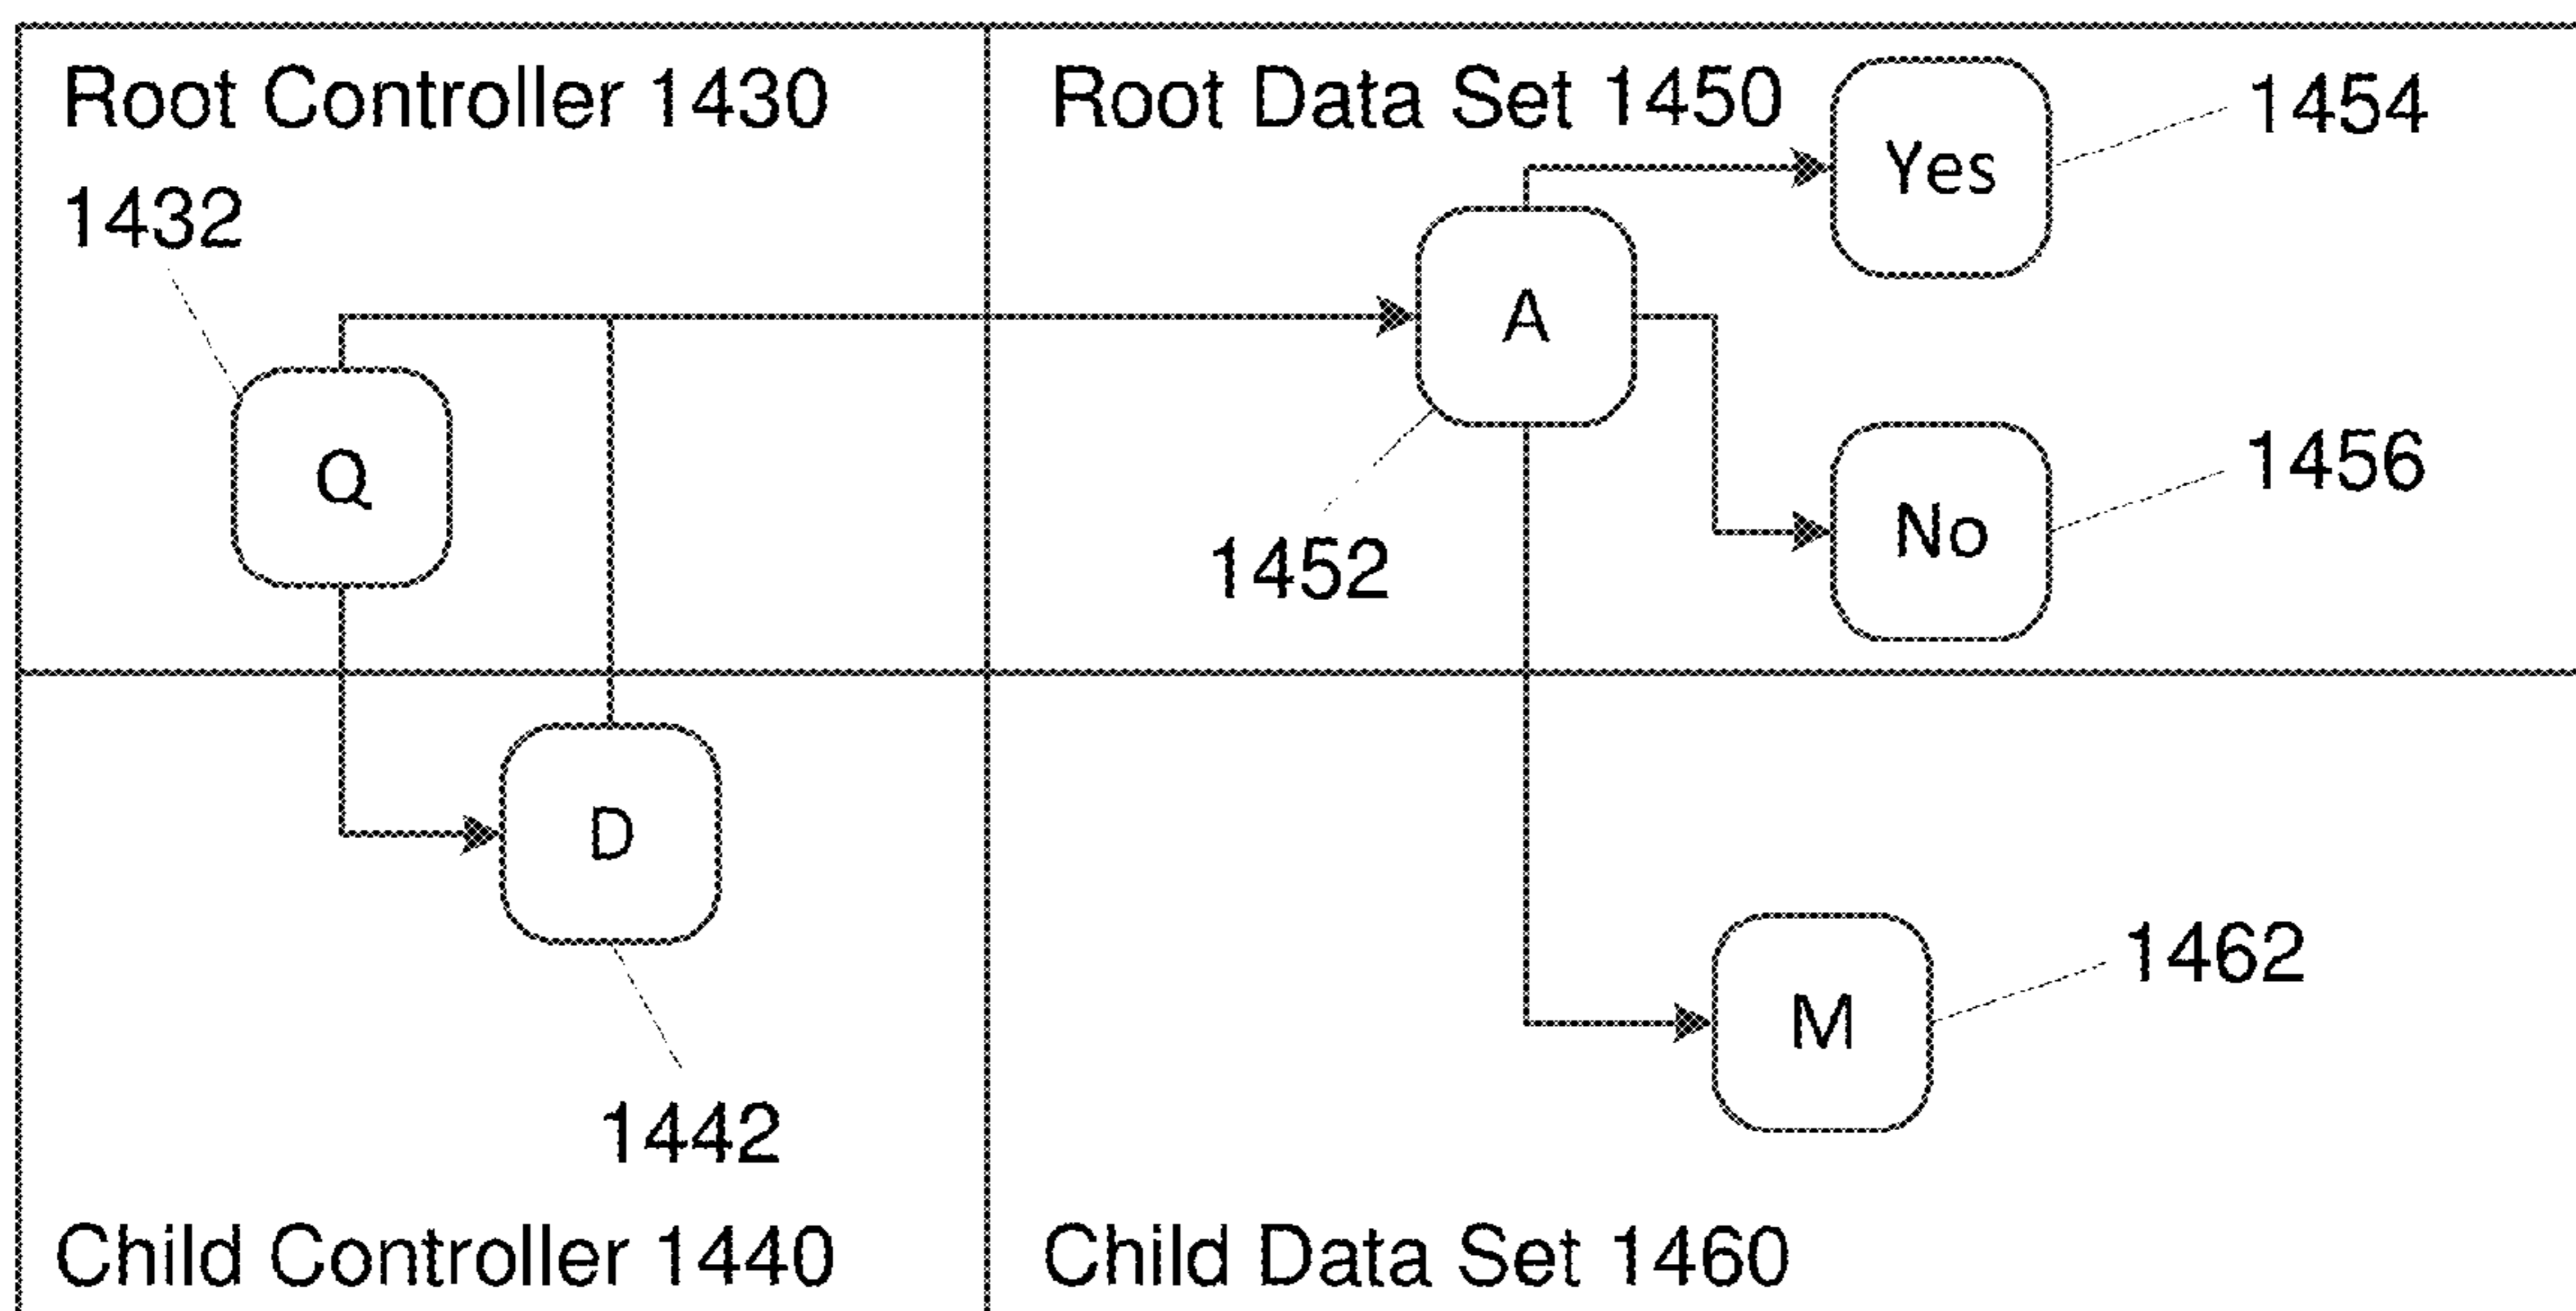 Root Controller 1430
1432
Q
Root Data Set 1450
Yes
1454
A
1452
No
1456
D
1442
Child Controller 1440
M
1462
Child Data Set 1460